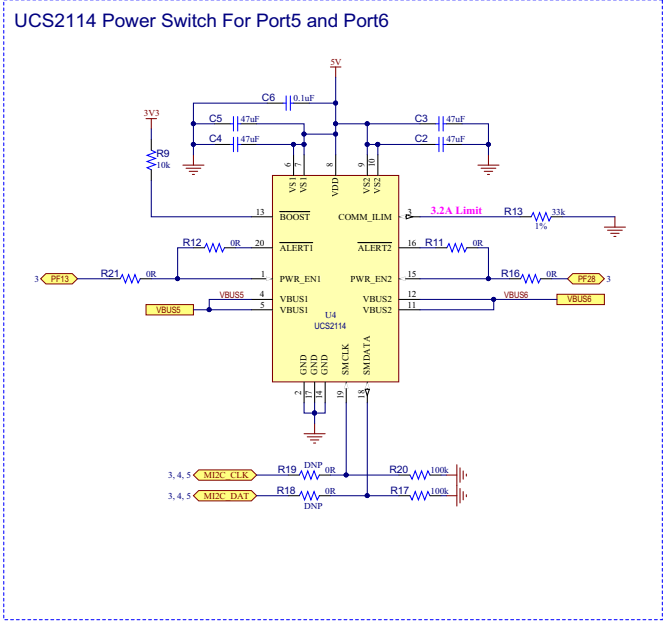 UCS2114 Power Switch For Port5 and Port6
5V
C6 0.1uF
3V3
C5 47uF
C3 47uF
C4 47uF
C2 47uF
R9
10k
6 7 8 9 10
VS1 VS1 VDD VS2 VS2
13 BOOST
COMM_ILIM 3 3.2A Limit R13 33k
1%
R12 0R 20 ALERT1
ALERT2 16 R11 0R
3 PF13 R21 0R 1 PWR_EN1
PWR_EN2 15 R16 0R PF28 3
VBUS5 4 VBUS1
VBUS2 12 VBUS6 VBUS6
VBUS5 5 VBUS1
VBUS2 11
U4
UCS2114
GND GND GND SMCLK SMDATA
2 17 14 19 18
DNP
3, 4, 5 MI2C_CLK R19 0R R20 100k
3, 4, 5 MI2C_DAT R18 0R R17 100k
DNP